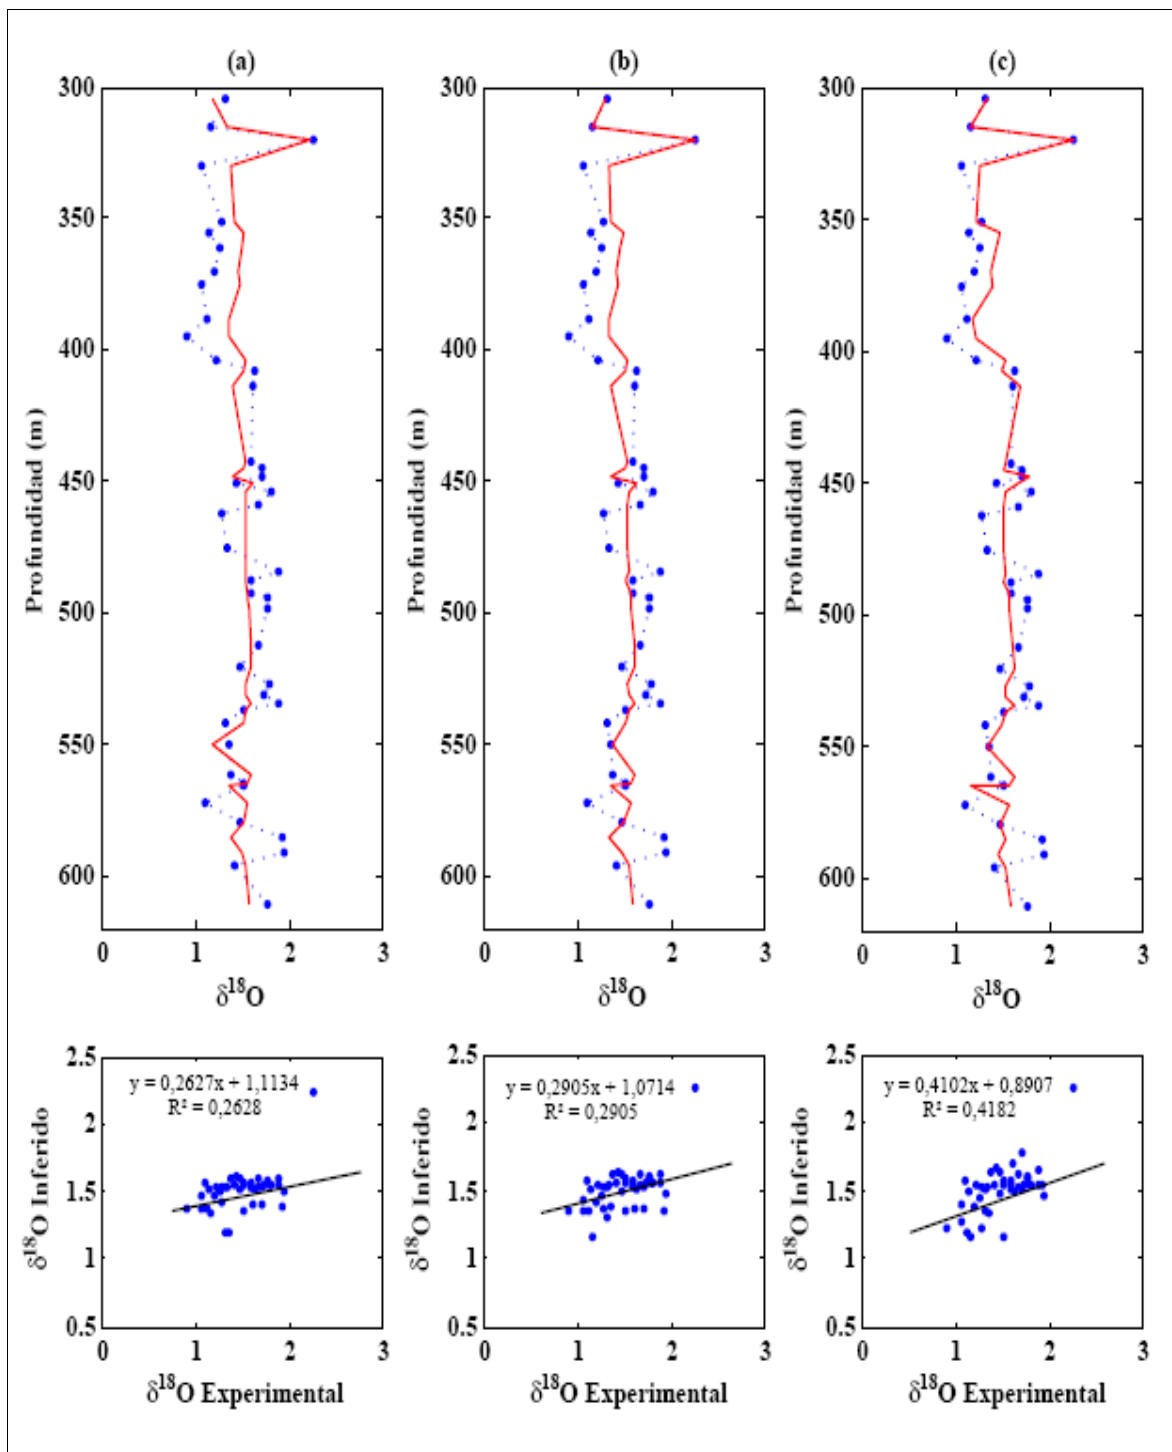 (a)
300
350
400
450
500
550
600
Profundidad (m)
0 1 2 3
δ¹⁸O
(b)
300
350
400
450
500
550
600
Profundidad (m)
0 1 2 3
δ¹⁸O
(c)
300
350
400
450
500
550
600
Profundidad (m)
0 1 2 3
δ¹⁸O
2.5
2
1.5
1
0.5
δ¹⁸O Inferido
y = 0,2627x + 1,1134
R² = 0,2628
0 1 2 3
δ¹⁸O Experimental
2.5
2
1.5
1
0.5
δ¹⁸O Inferido
y = 0,2905x + 1,0714
R² = 0,2905
0 1 2 3
δ¹⁸O Experimental
2.5
2
1.5
1
0.5
δ¹⁸O Inferido
y = 0,4102x + 0,8907
R² = 0,4182
0 1 2 3
δ¹⁸O Experimental